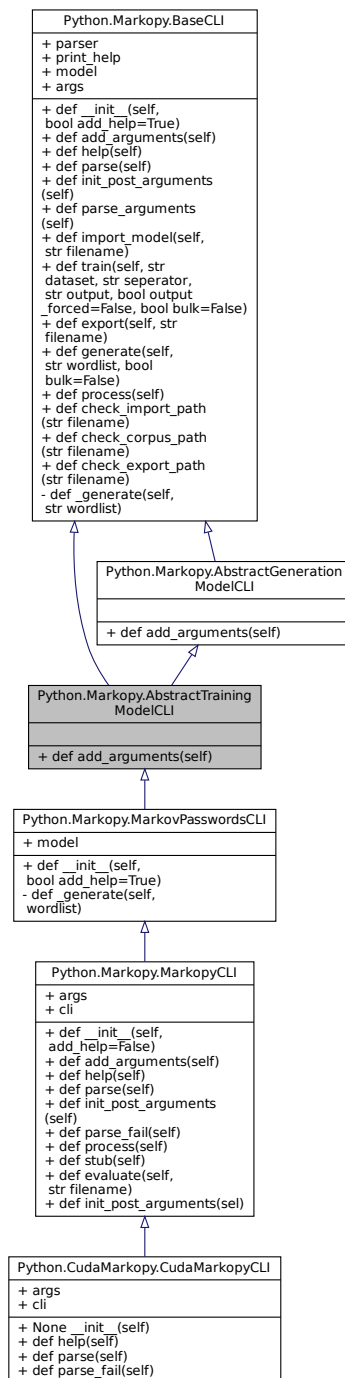 Python.Markopy.BaseCLI
+ parser
+ print_help
+ model
+ args
+ def __init__(self,
bool add_help=True)
+ def add_arguments(self)
+ def help(self)
+ def parse(self)
+ def init_post_arguments
(self)
+ def parse_arguments
(self)
+ def import_model(self,
str filename)
+ def train(self, str
dataset, str seperator,
str output, bool output
_forced=False, bool bulk=False)
+ def export(self, str
filename)
+ def generate(self,
str wordlist, bool
bulk=False)
+ def process(self)
+ def check_import_path
(str filename)
+ def check_corpus_path
(str filename)
+ def check_export_path
(str filename)
- def _generate(self,
str wordlist)
Python.Markopy.AbstractGeneration
ModelCLI
+ def add_arguments(self)
Python.Markopy.AbstractTraining
ModelCLI
+ def add_arguments(self)
Python.Markopy.MarkovPasswordsCLI
+ model
+ def __init__(self,
bool add_help=True)
- def _generate(self,
wordlist)
Python.Markopy.MarkopyCLI
+ args
+ cli
+ def __init__(self,
add_help=False)
+ def add_arguments(self)
+ def help(self)
+ def parse(self)
+ def init_post_arguments
(self)
+ def parse_fail(self)
+ def process(self)
+ def stub(self)
+ def evaluate(self,
str filename)
+ def init_post_arguments(sel)
Python.CudaMarkopy.CudaMarkopyCLI
+ args
+ cli
+ None __init__(self)
+ def help(self)
+ def parse(self)
+ def parse_fail(self)